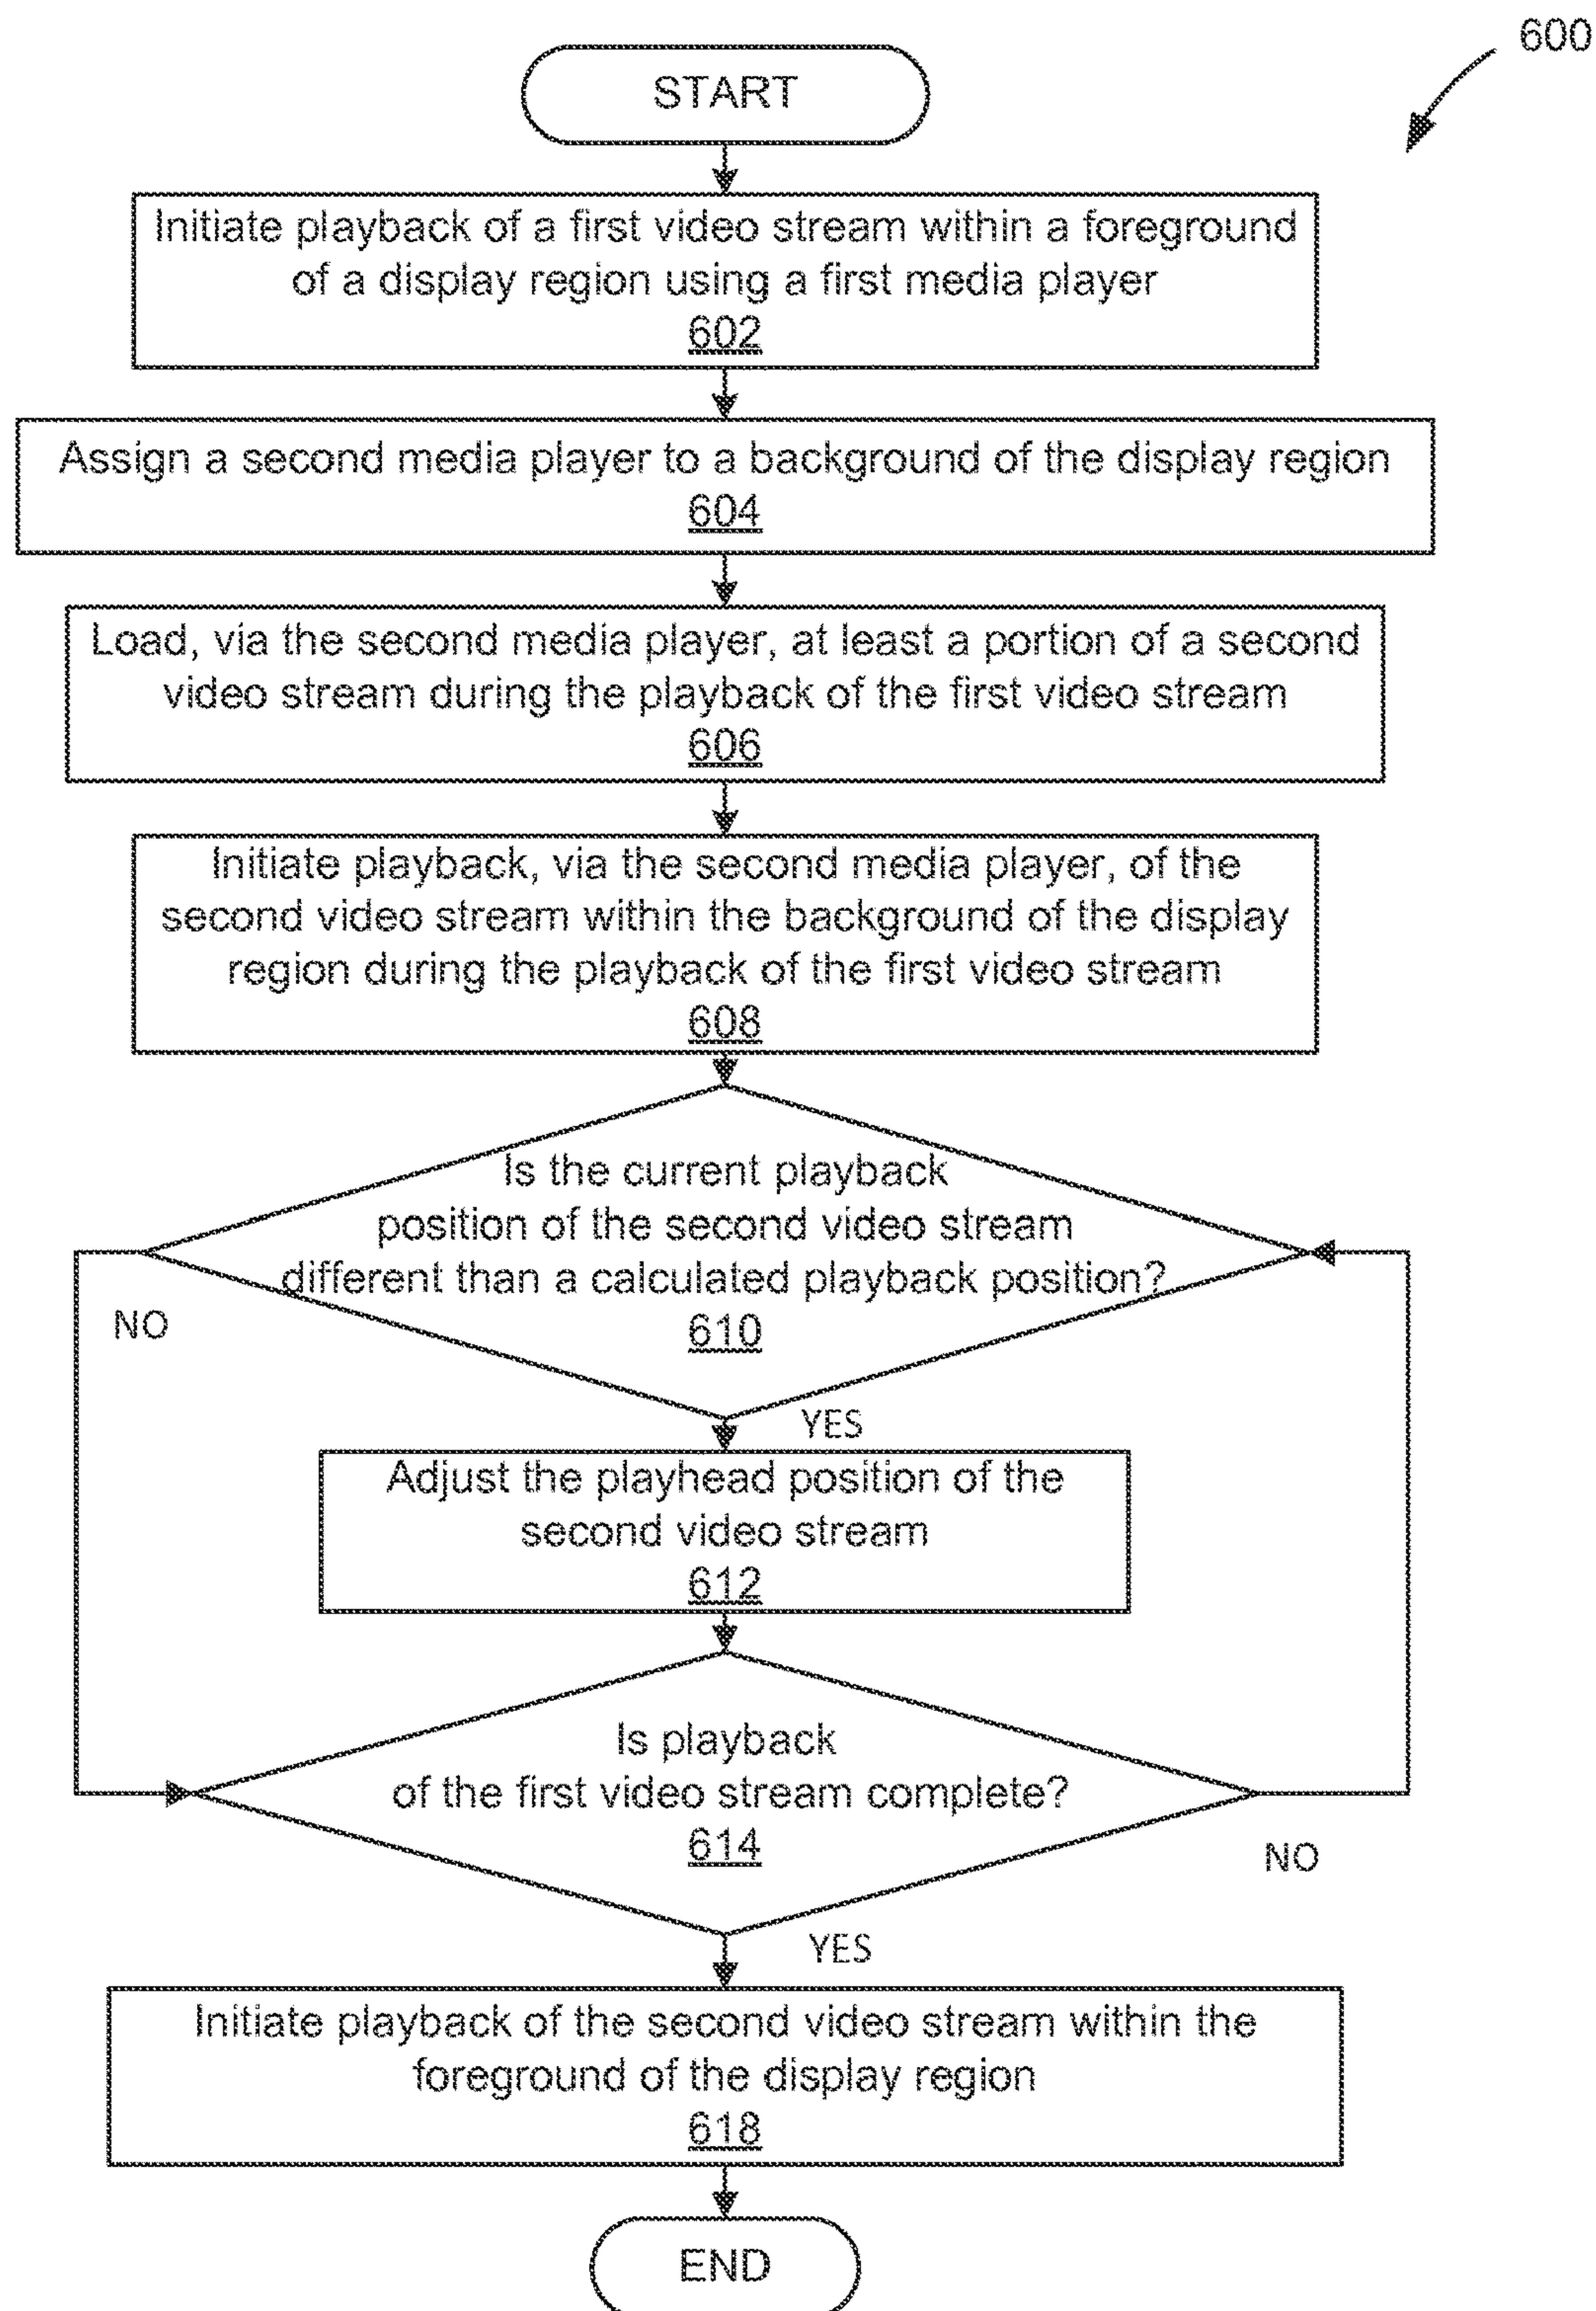 600
START
Initiate playback of a first video stream within a foreground
of a display region using a first media player
602
Assign a second media player to a background of the display region
604
Load, via the second media player, at least a portion of a second
video stream during the playback of the first video stream
606
Initiate playback, via the second media player, of the
second video stream within the background of the display
region during the playback of the first video stream
608
Is the current playback
position of the second video stream
different than a calculated playback position?
610
NO
YES
Adjust the playhead position of the
second video stream
612
Is playback
of the first video stream complete?
614
NO
YES
Initiate playback of the second video stream within the
foreground of the display region
618
END